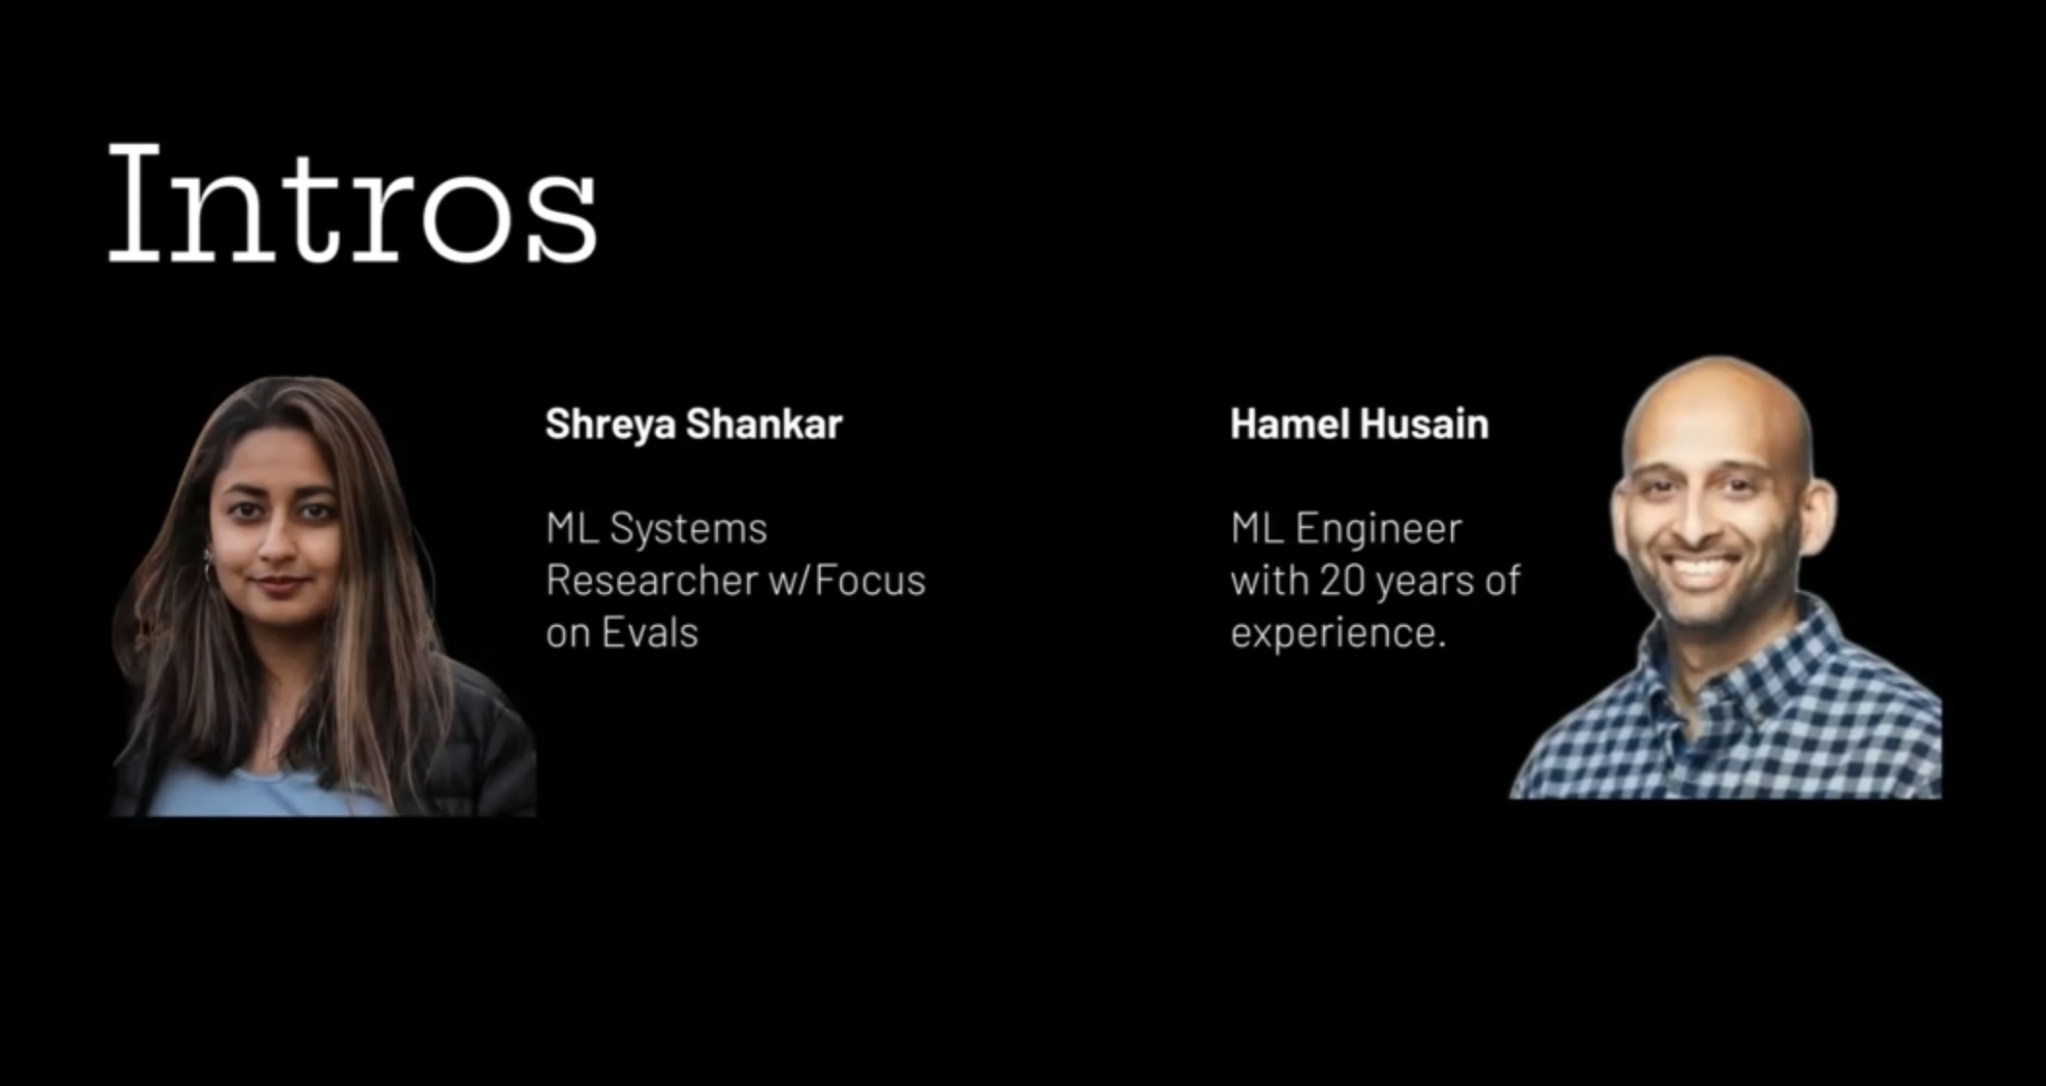 Intros
Shreya Shankar
ML Systems
Researcher w/Focus
on Evals
Hamel Husain
ML Engineer
with 20 years of
experience.